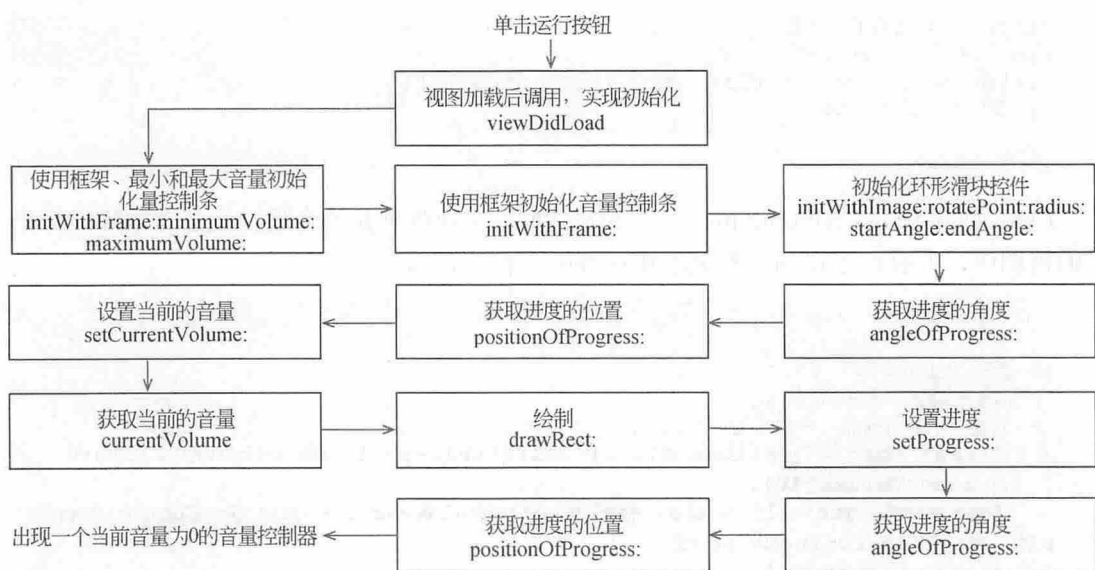 单击运行按钮
视图加载后调用，实现初始化
viewDidLoad
使用框架、最小和最大音量初始
化量控制条
initWithFrame:minimumVolume:
maximumVolume:
使用框架初始化音量控制条
initWithFrame:
初始化环形滑块控件
initWithImage:rotatePoint:radius:
startAngle:endAngle:
设置当前的音量
setCurrentVolume:
获取进度的位置
positionOfProgress:
获取进度的角度
angleOfProgress:
获取当前的音量
currentVolume
绘制
drawRect:
设置进度
setProgress:
出现一个当前音量为0的音量控制器
获取进度的位置
positionOfProgress:
获取进度的角度
angleOfProgress: